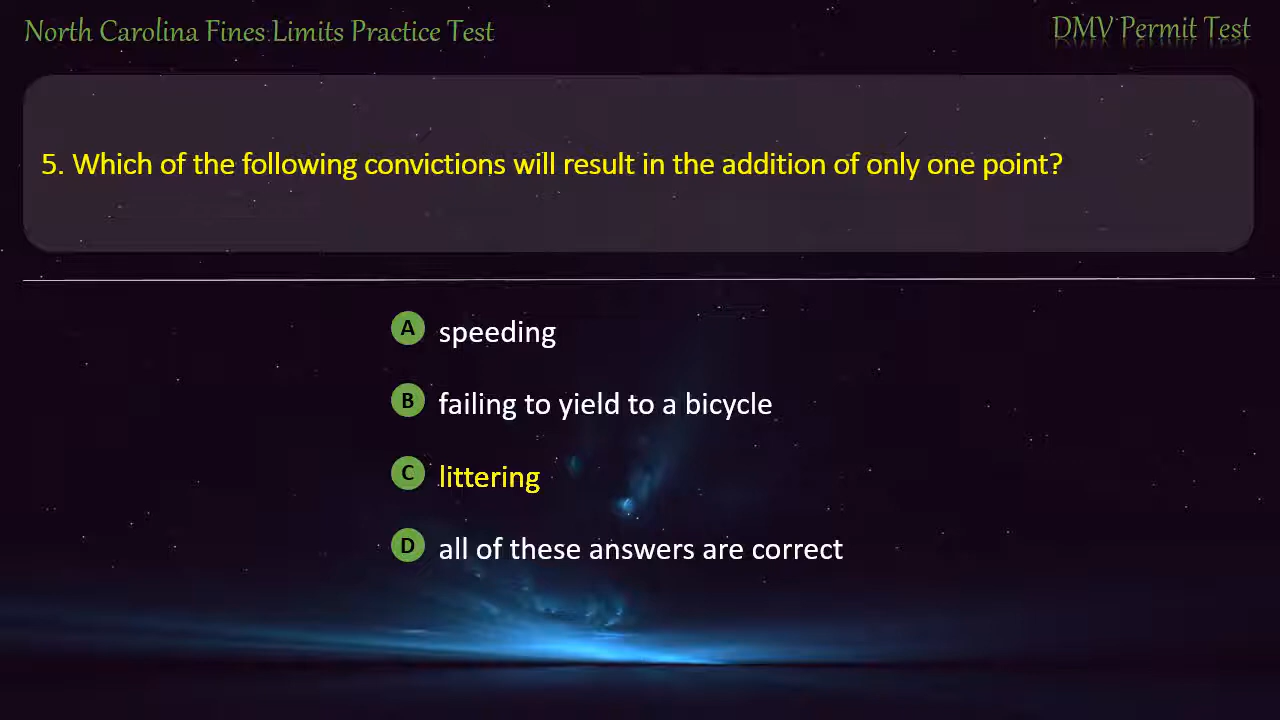 North Carolina Fines Limits Practice Test
DMV Permit Test
5. Which of the following convictions will result in the addition of only one point?
A speeding
B failing to yield to a bicycle
C littering
D all of these answers are correct